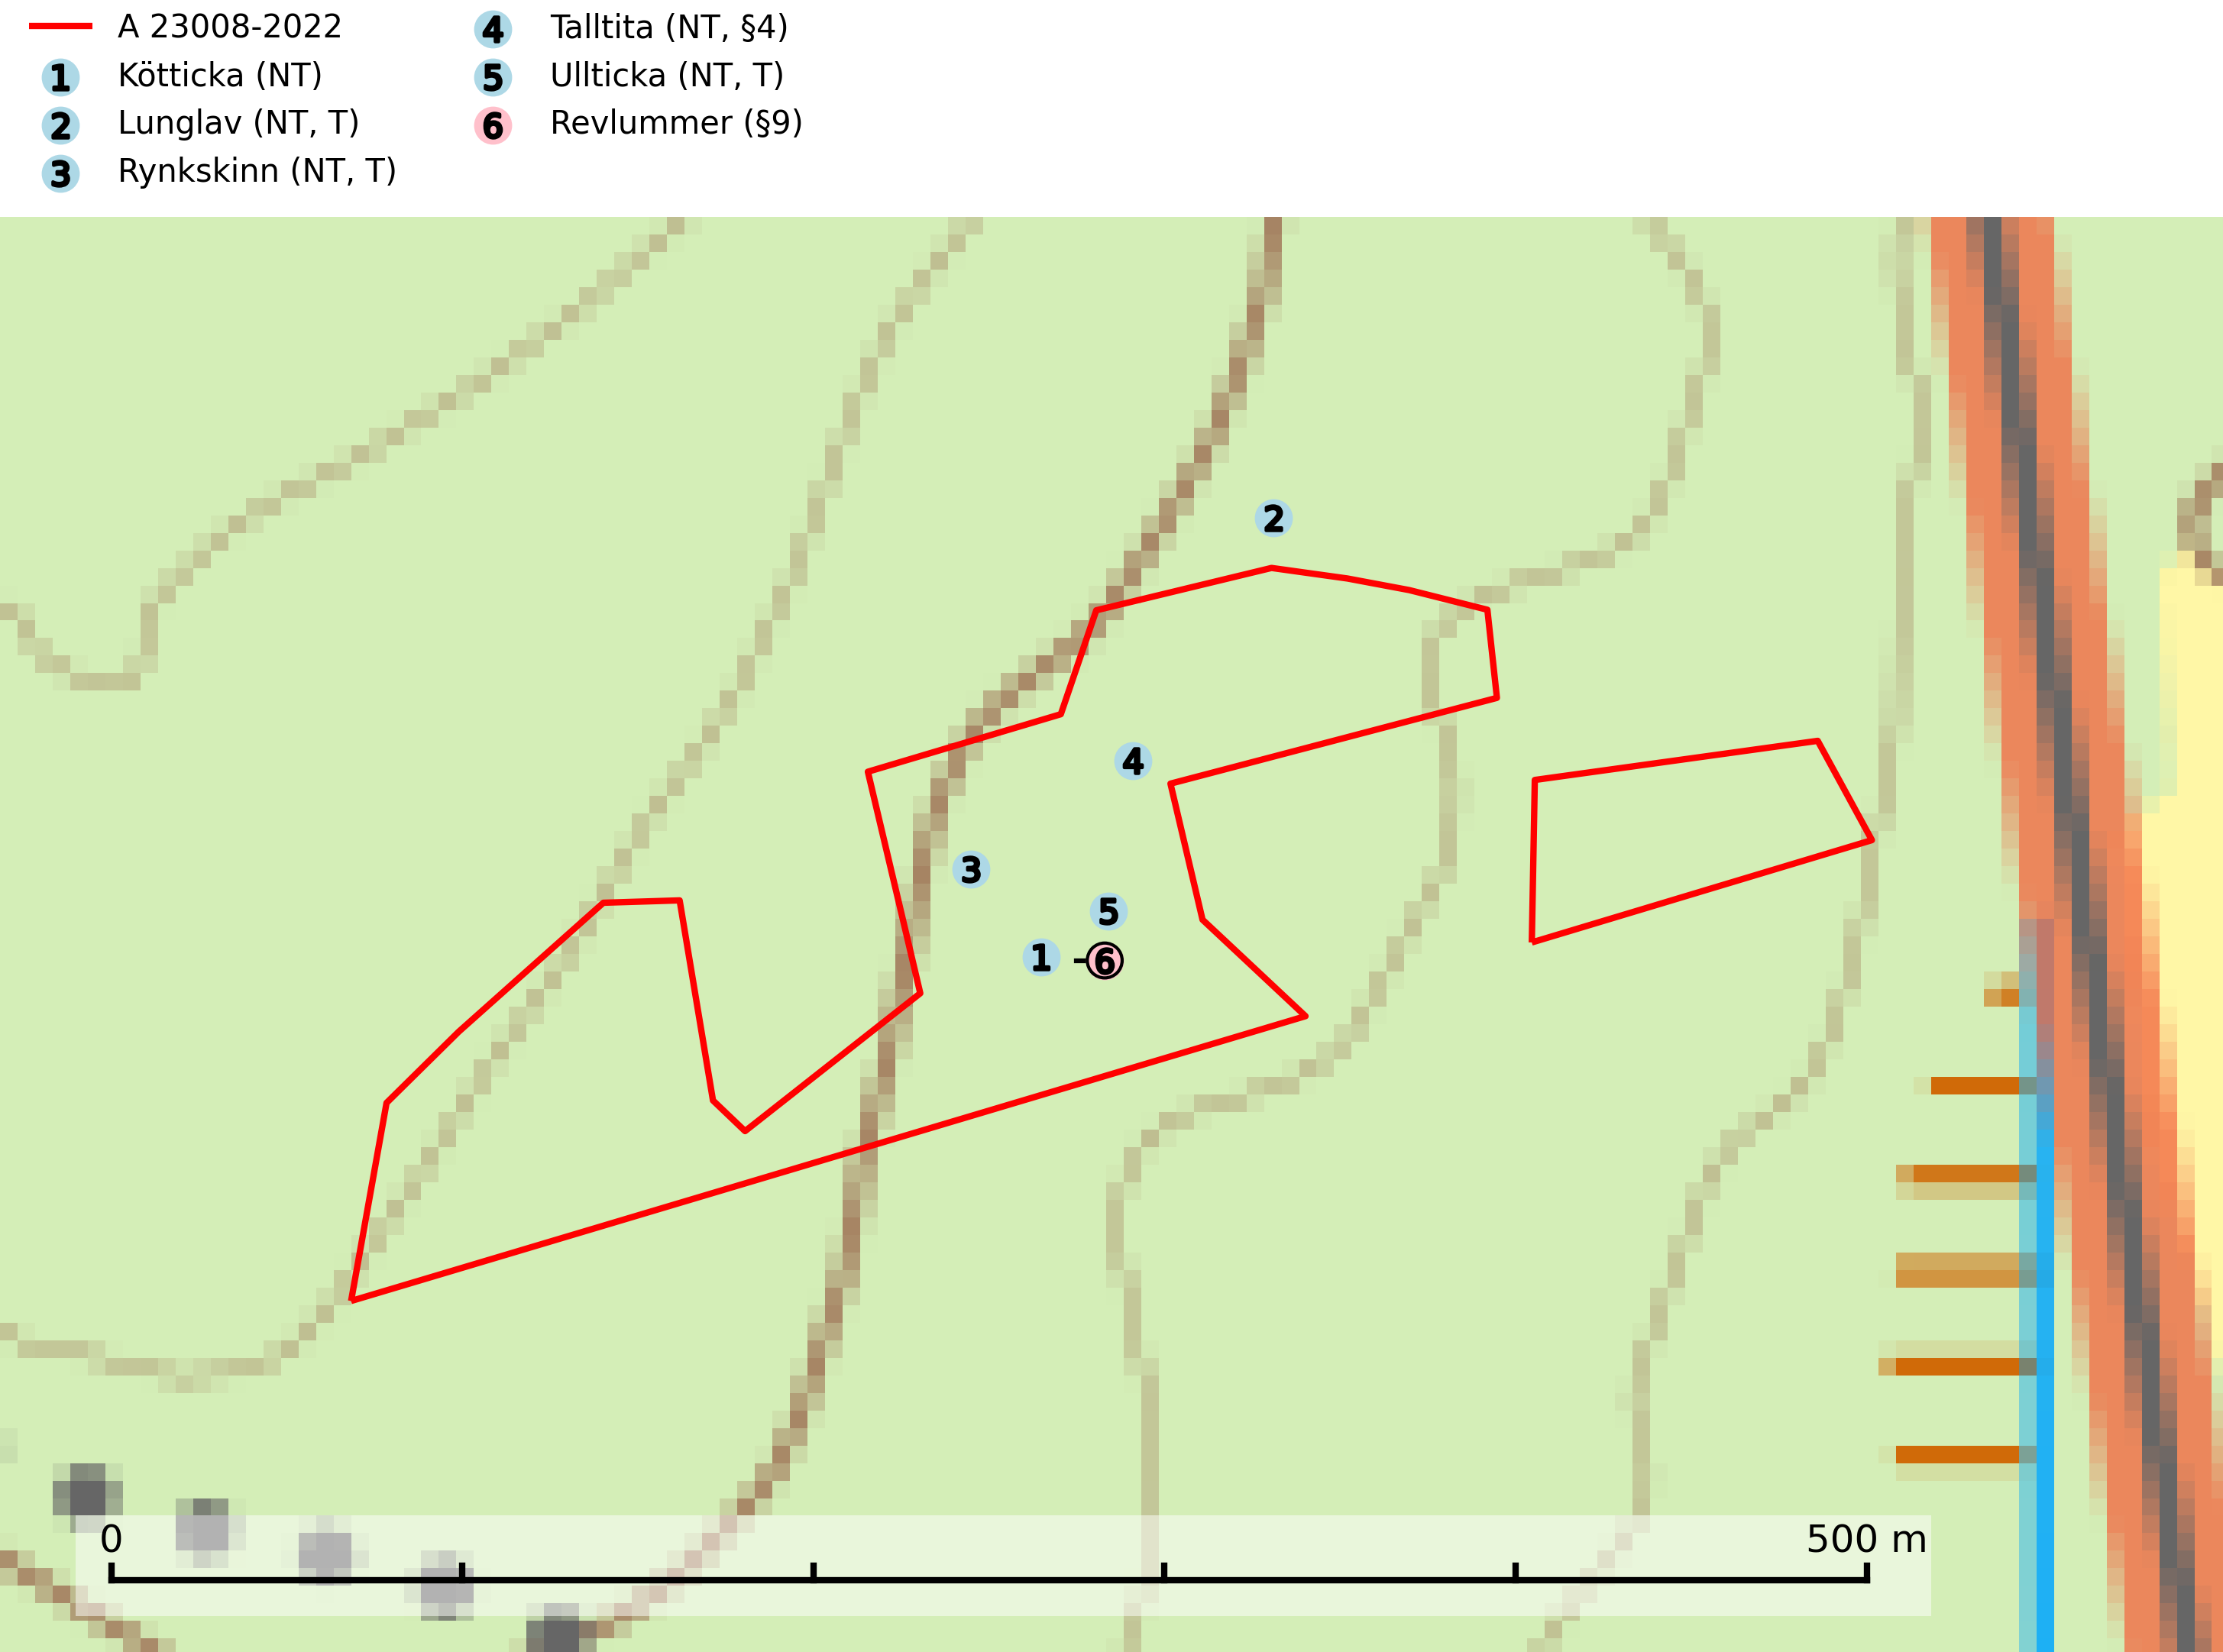 A 23008-2022
1 Kötticka (NT)
2 Lunglav (NT, T)
3 Rynkskinn (NT, T)
4 Talltita (NT, §4)
5 Ullticka (NT, T)
6 Revlummer (§9)
2
4
3
5
1 6
0 500 m